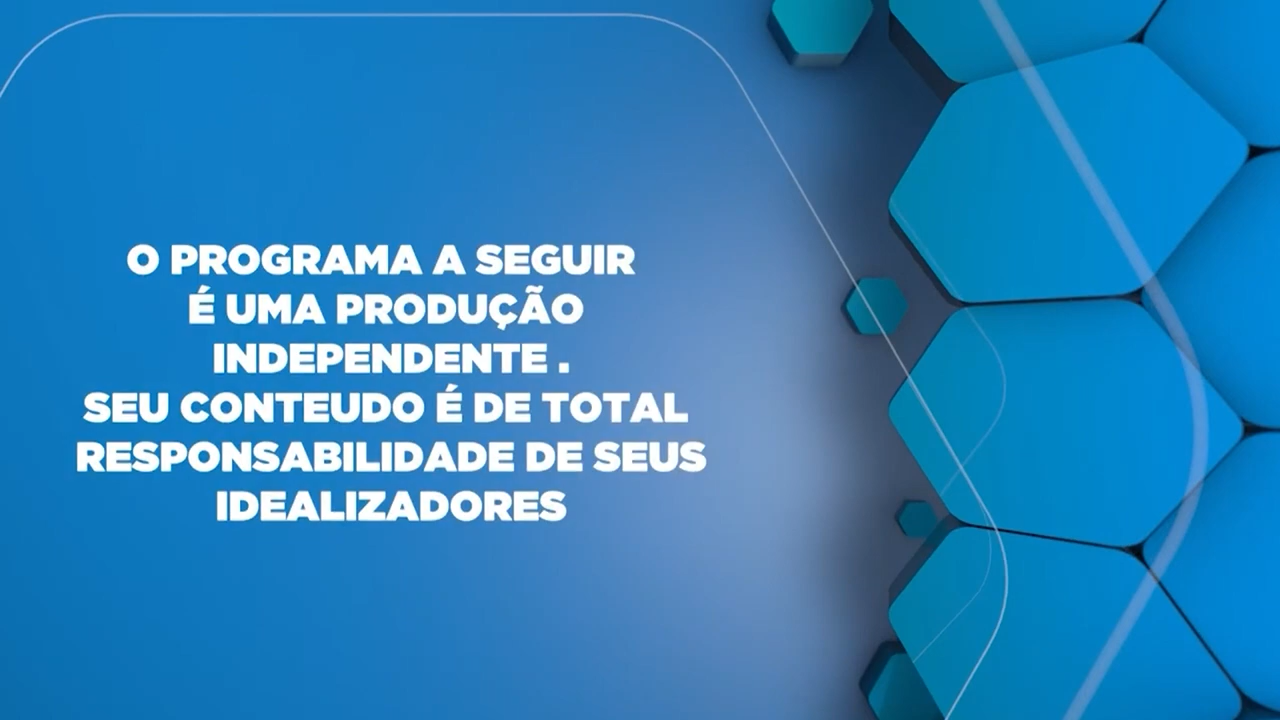 O PROGRAMA A SEGUIR
É UMA PRODUÇÃO
INDEPENDENTE .
SEU CONTEUDO É DE TOTAL
RESPONSABILIDADE DE SEUS
IDEALIZADORES